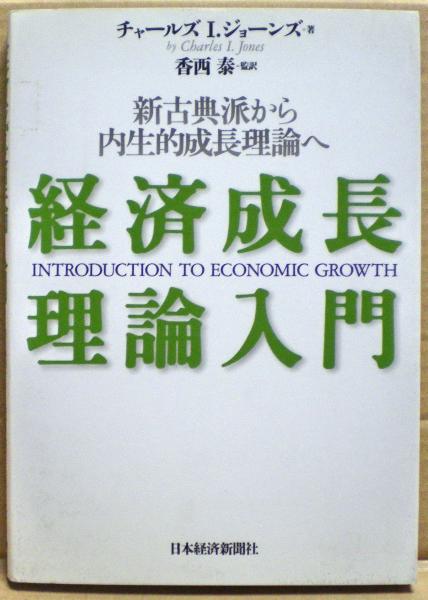 チャールズ I.ジョーンズ・著
by Charles I. Jones
香西 泰・監訳
新古典派から
内生的成長理論へ
経済成長
INTRODUCTION TO ECONOMIC GROWTH
理論入門
日本経済新聞社